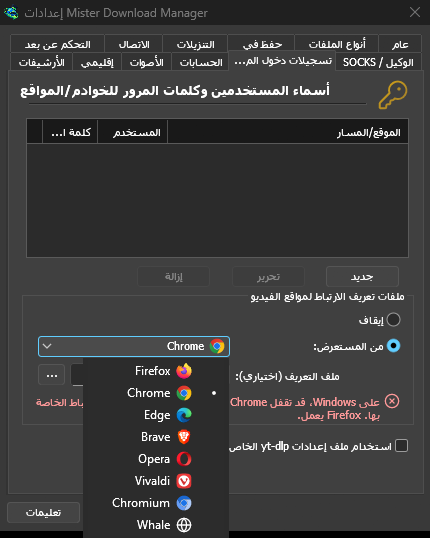 إعدادات Mister Download Manager
عام
أنواع الملفات
حفظ في
التنزيلات
الاتصال
التحكم عن بعد
الوكيل / SOCKS
تسجيلات دخول الم...
الحسابات
الأصوات
إقليمي
الأرشيفات
أسماء المستخدمين وكلمات المرور للخوادم/المواقع
الموقع/المسار
المستخدم
كلمة ا...
جديد
تحرير
إزالة
ملفات تعريف الارتباط لمواقع الفيديو
إيقاف
من المستعرض:
Chrome
ملف التعريف (اختياري):
...
Firefox
Chrome
Edge
Brave
Opera
Vivaldi
Chromium
Whale
على Windows، قد تقفل Chrome
باط الخاصة
بها. Firefox يعمل.
استخدام ملف إعدادات yt-dlp الخاص
تعليمات